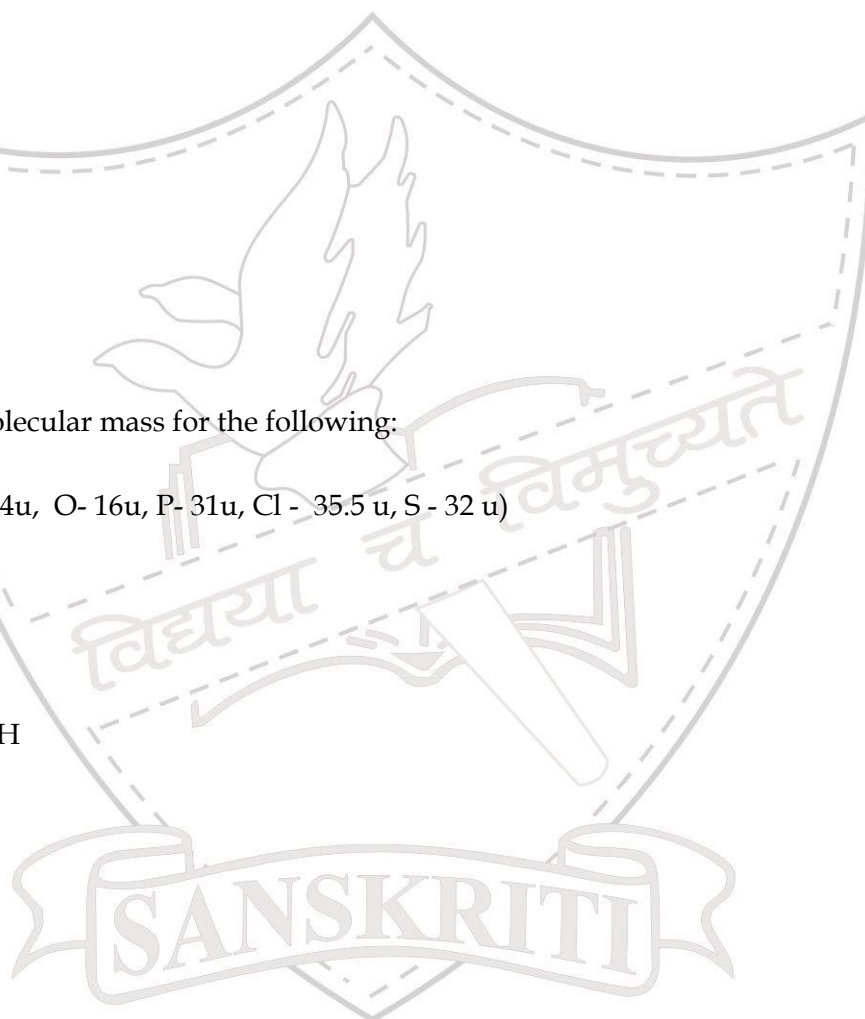 olecular mass for the following:
4u, O- 16u, P- 31u, Cl - 35.5 u, S - 32 u)
विद्यया च विमुच्यते
H
SANSKRITI